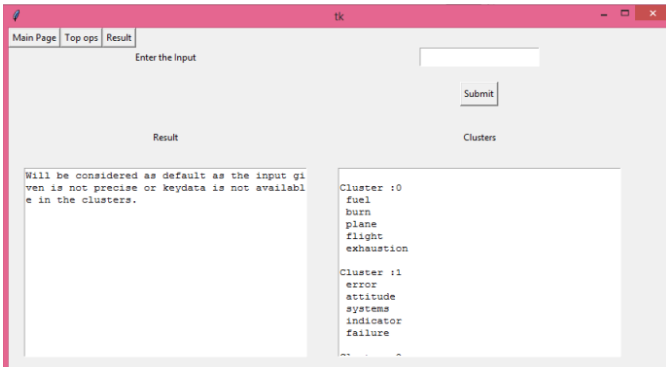 tk
Main Page Top ops Result
Enter the Input
Submit
Result Clusters
Will be considered as default as the input gi
ven is not precise or keydata is not availabl
e in the clusters.
Cluster :0
fuel
burn
plane
flight
exhaustion
Cluster :1
error
attitude
systems
indicator
failure